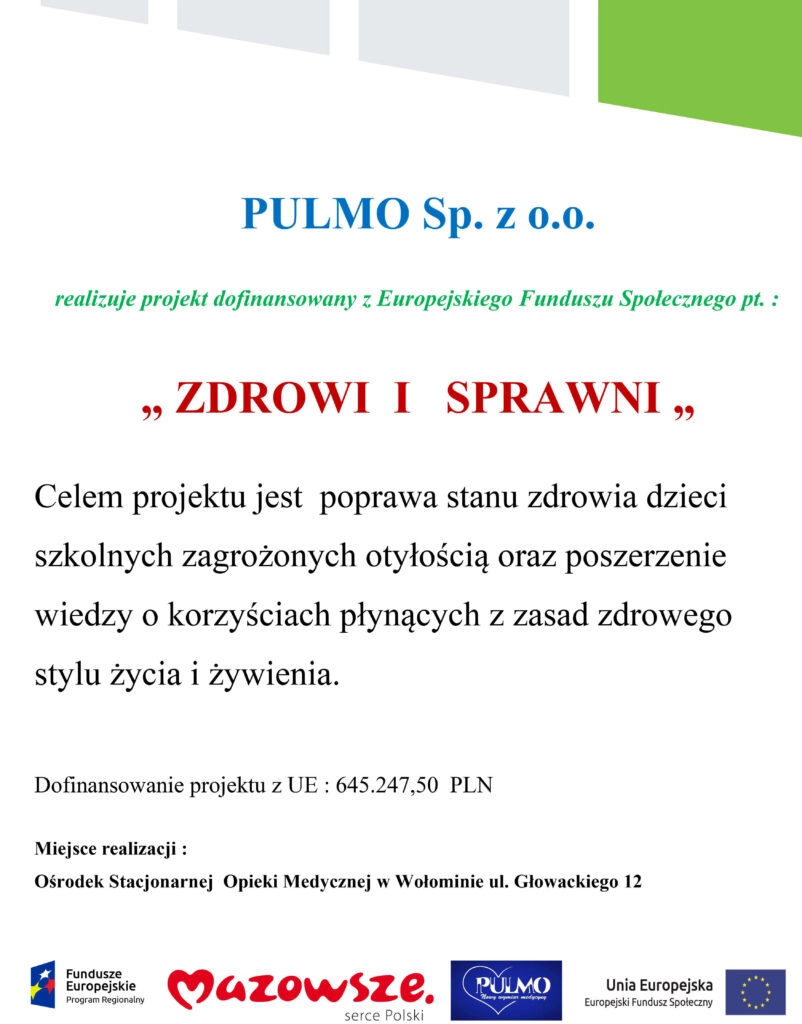 PULMO Sp. z o.o.
realizuje projekt dofinansowany z Europejskiego Funduszu Społecznego pt. :
„ ZDROWI I SPRAWNI „
Celem projektu jest poprawa stanu zdrowia dzieci
szkolnych zagrożonych otyłością oraz poszerzenie
wiedzy o korzyściach płynących z zasad zdrowego
stylu życia i żywienia.
Dofinansowanie projektu z UE : 645.247,50 PLN
Miejsce realizacji :
Ośrodek Stacjonarnej Opieki Medycznej w Wołominie ul. Głowackiego 12
Fundusze
Europejskie
Program Regionalny
Mazowsze.
serce Polski
PULMO
Nowy wymiar medycyny
Unia Europejska
Europejski Fundusz Społeczny